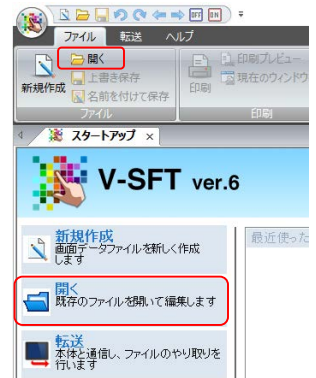 OFF
ON
ファイル 転送 ヘルプ
新規作成
開く
上書き保存
名前を付けて保存
ファイル
印刷
印刷プレビュー
現在のウィンドウ
印刷
スタートアップ ×
V-SFT ver.6
新規作成
画面データファイルを新しく作成
します
開く
既存のファイルを開いて編集します
転送
本体と通信し、ファイルのやり取りを
行います
最近使った